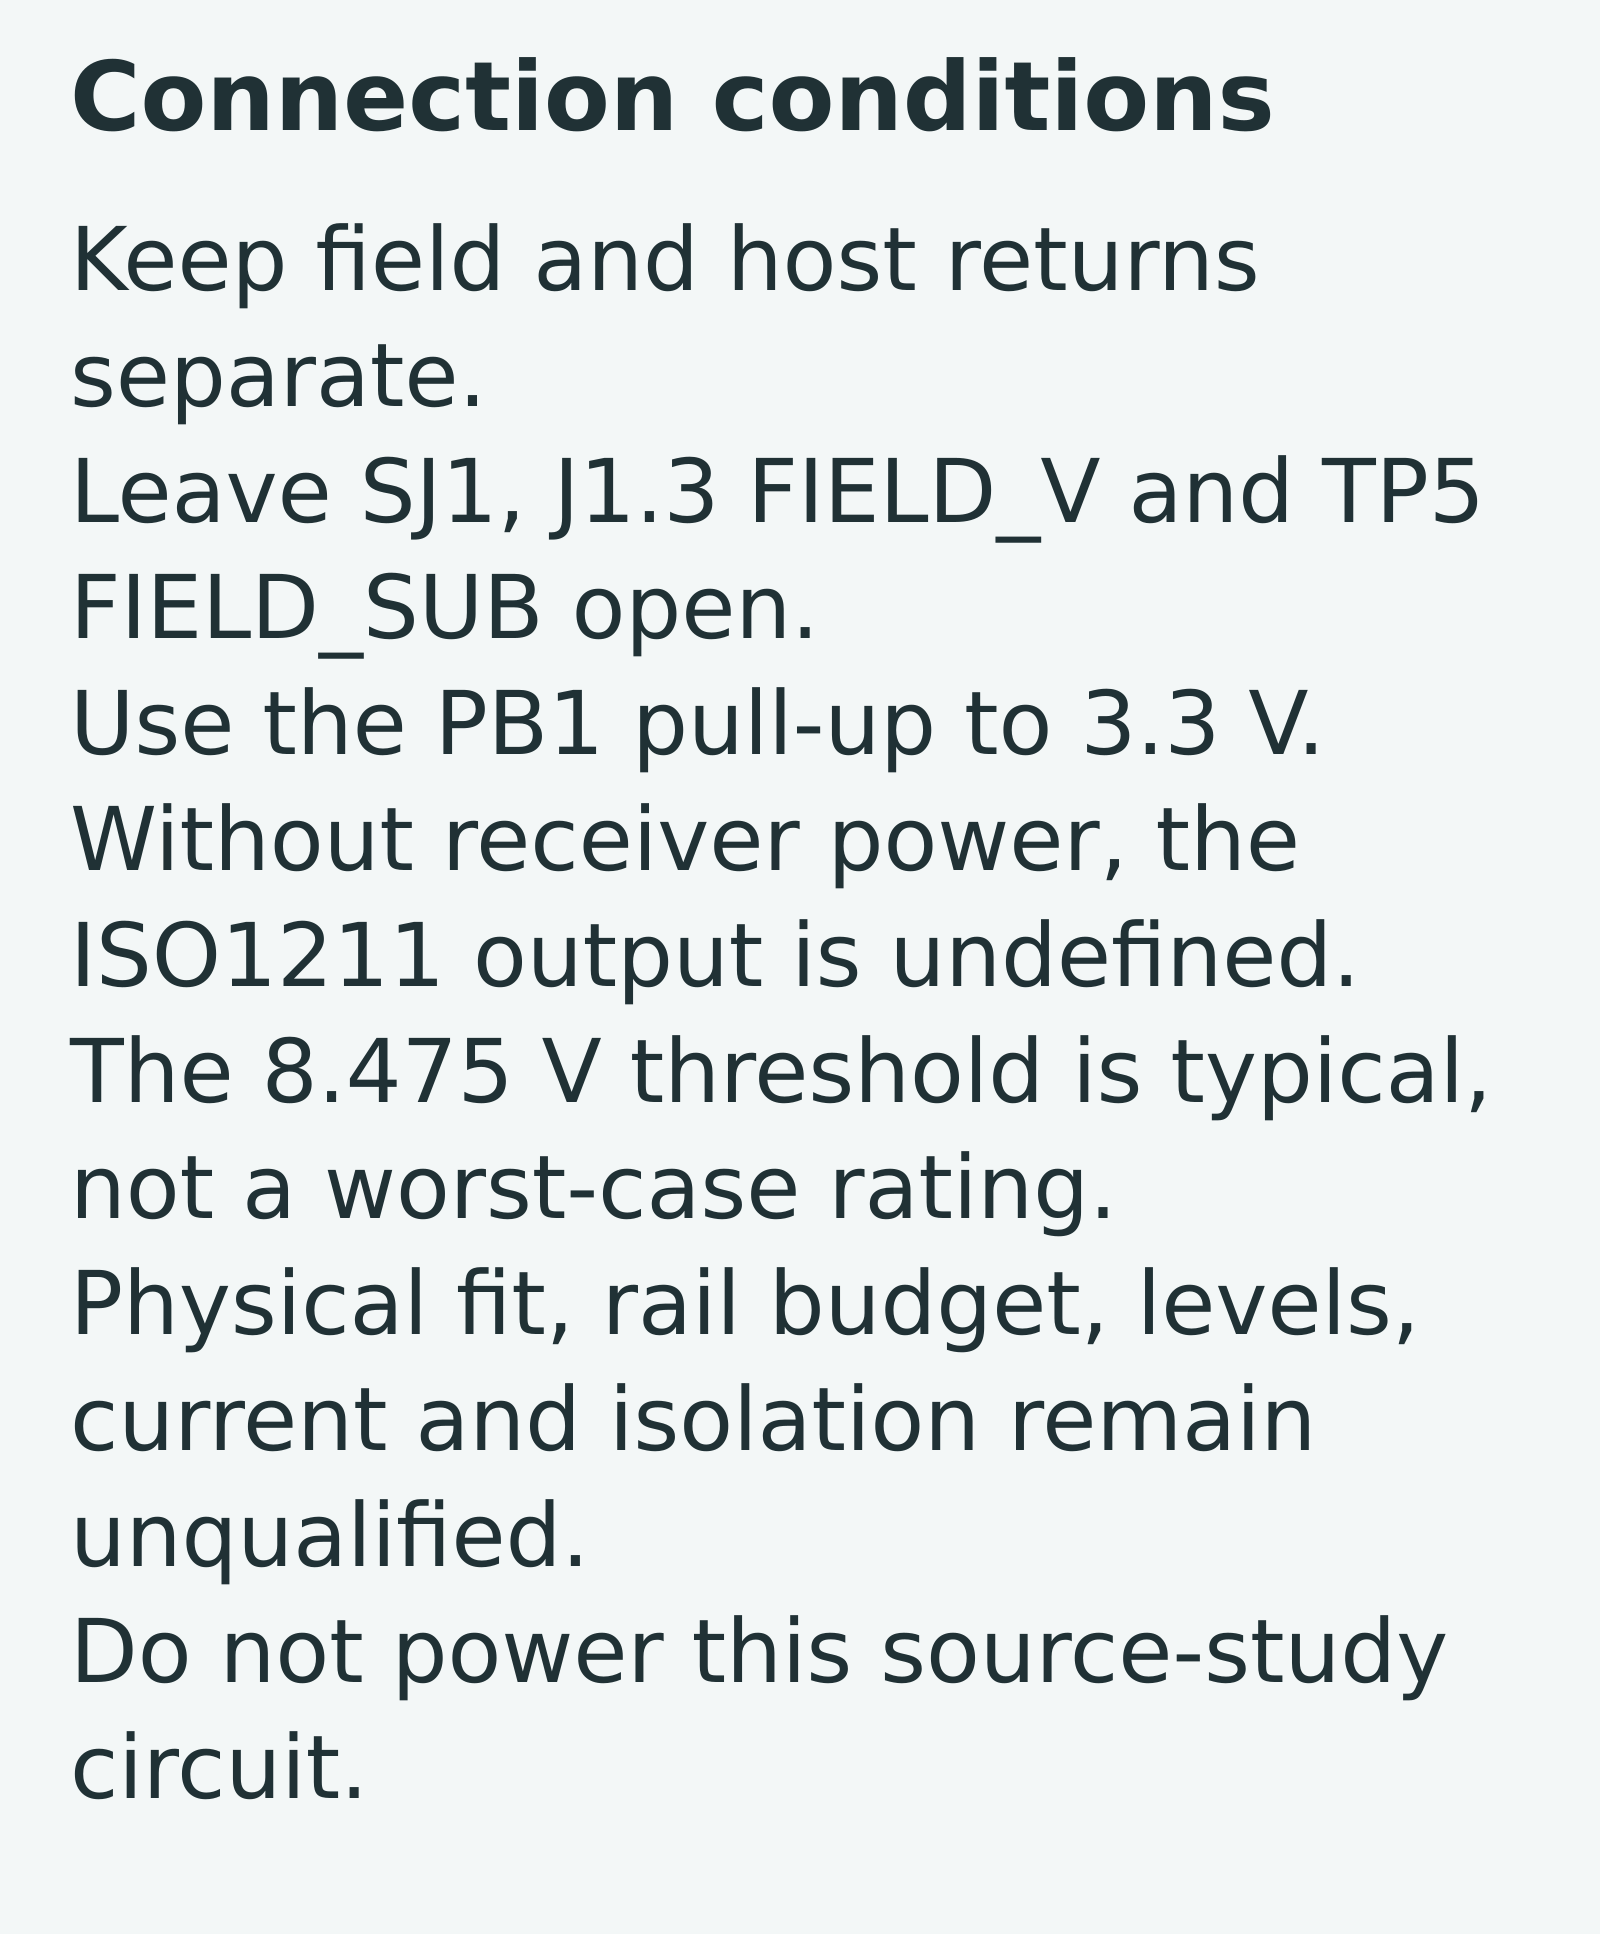 Connection conditions
Keep field and host returns
separate.
Leave SJ1, J1.3 FIELD_V and TP5
FIELD_SUB open.
Use the PB1 pull-up to 3.3 V.
Without receiver power, the
ISO1211 output is undefined.
The 8.475 V threshold is typical,
not a worst-case rating.
Physical fit, rail budget, levels,
current and isolation remain
unqualified.
Do not power this source-study
circuit.